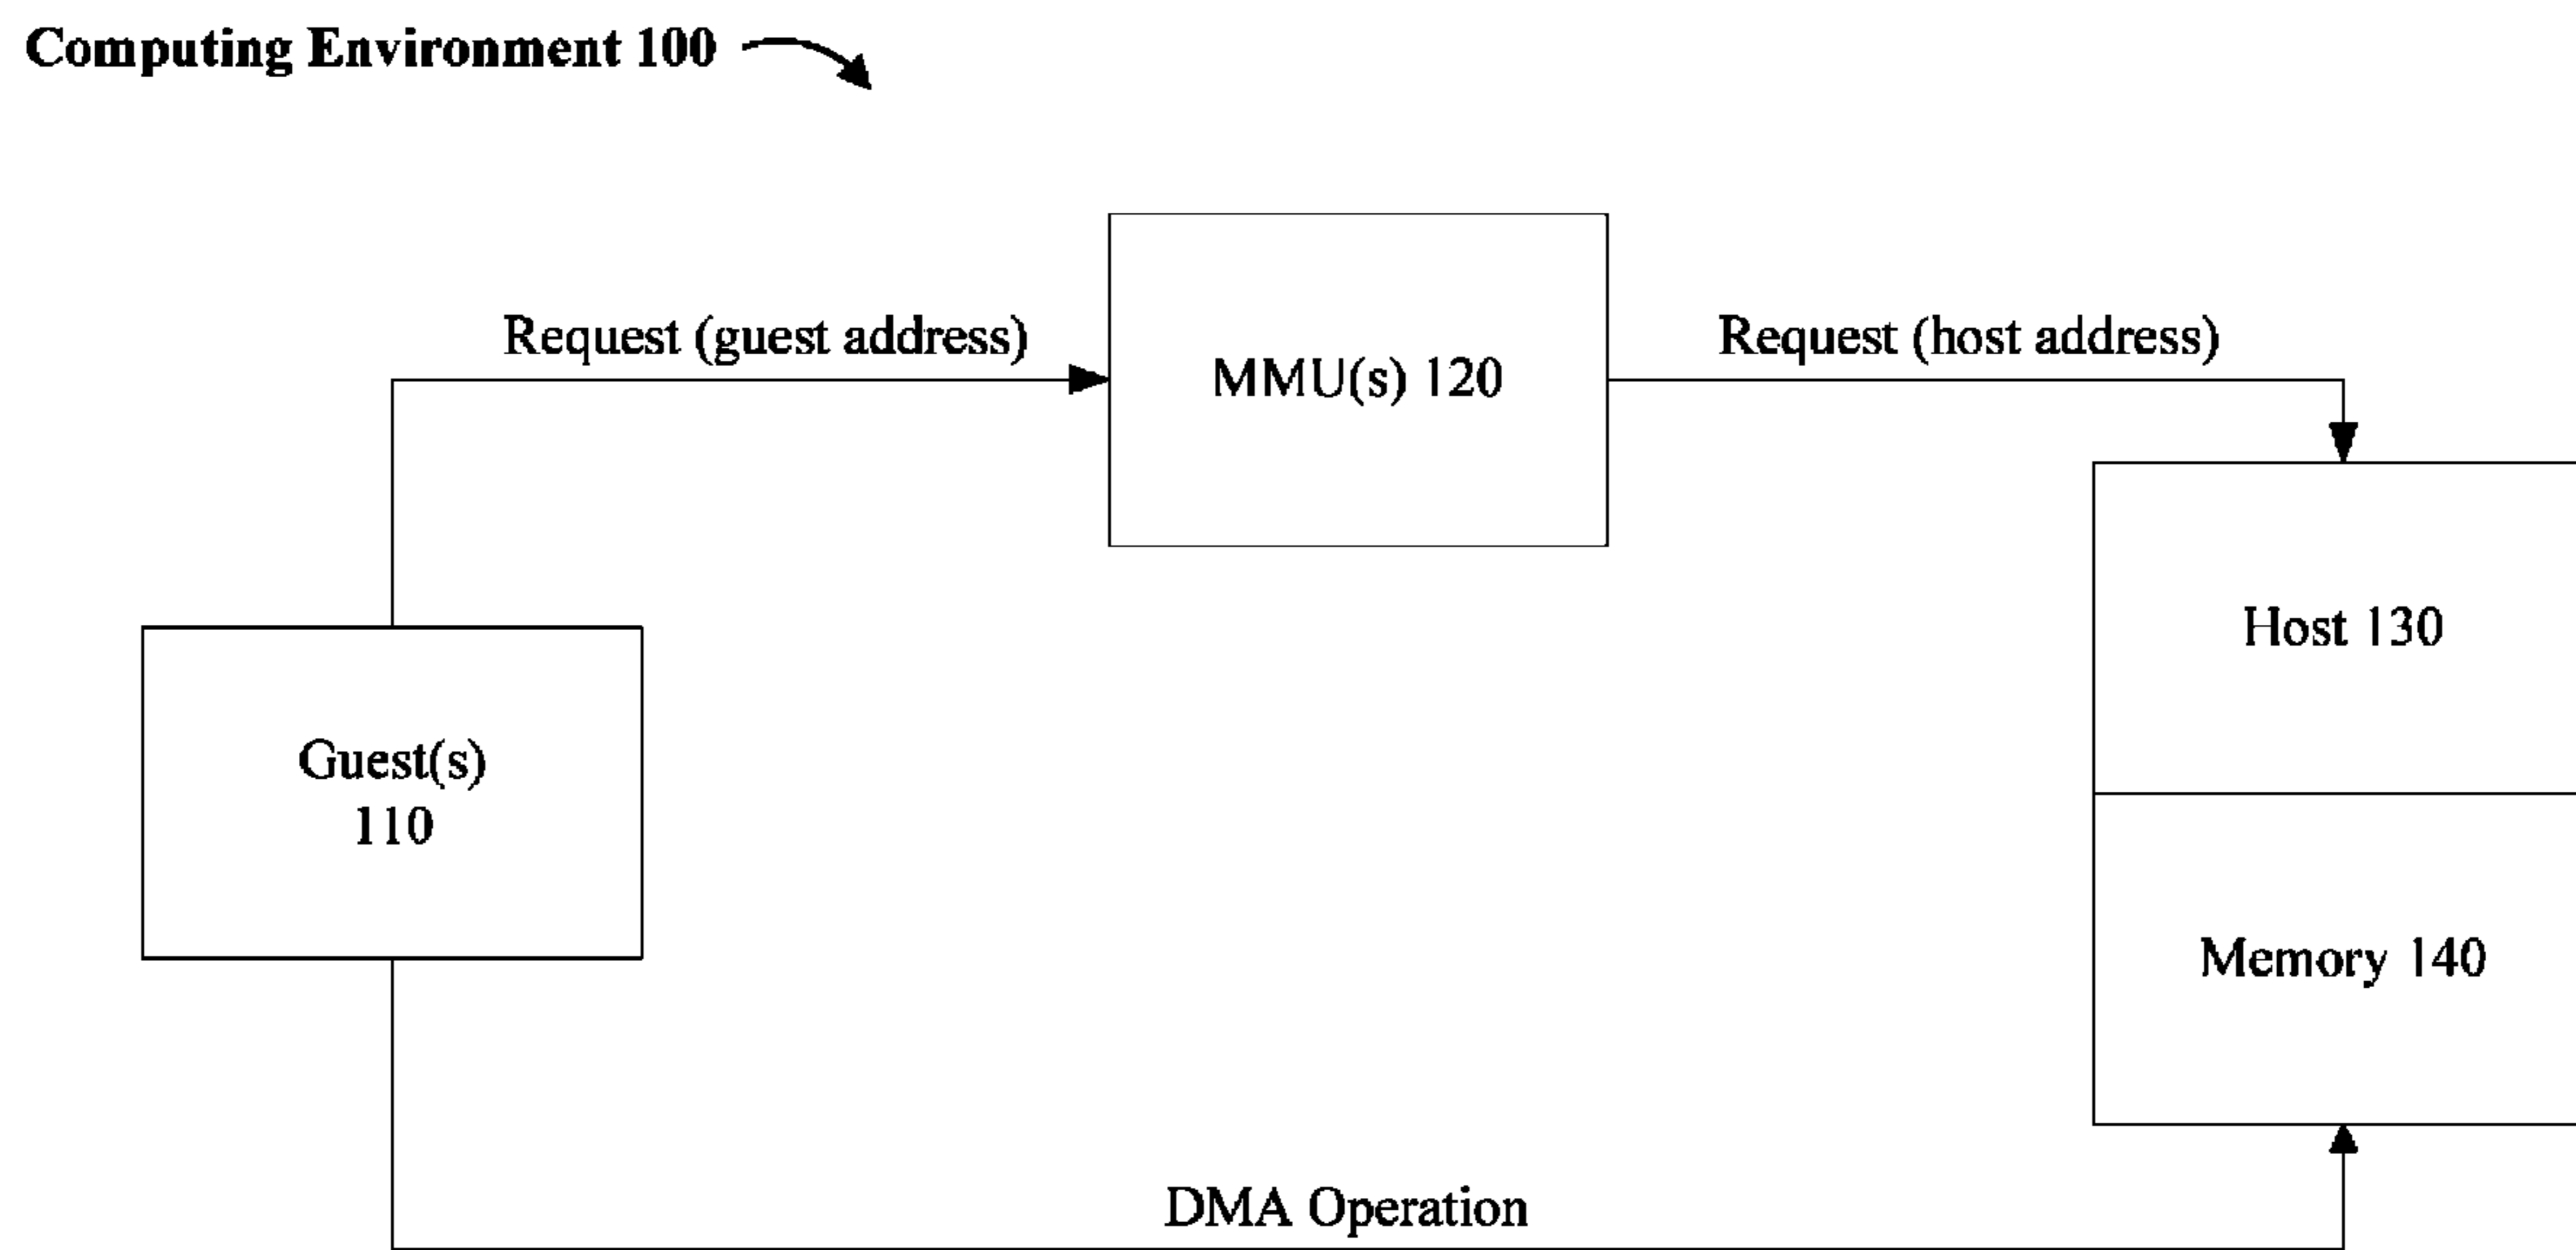 Computing Environment 100
Request (guest address)
MMU(s) 120
Request (host address)
Host 130
Guest(s)
110
Memory 140
DMA Operation